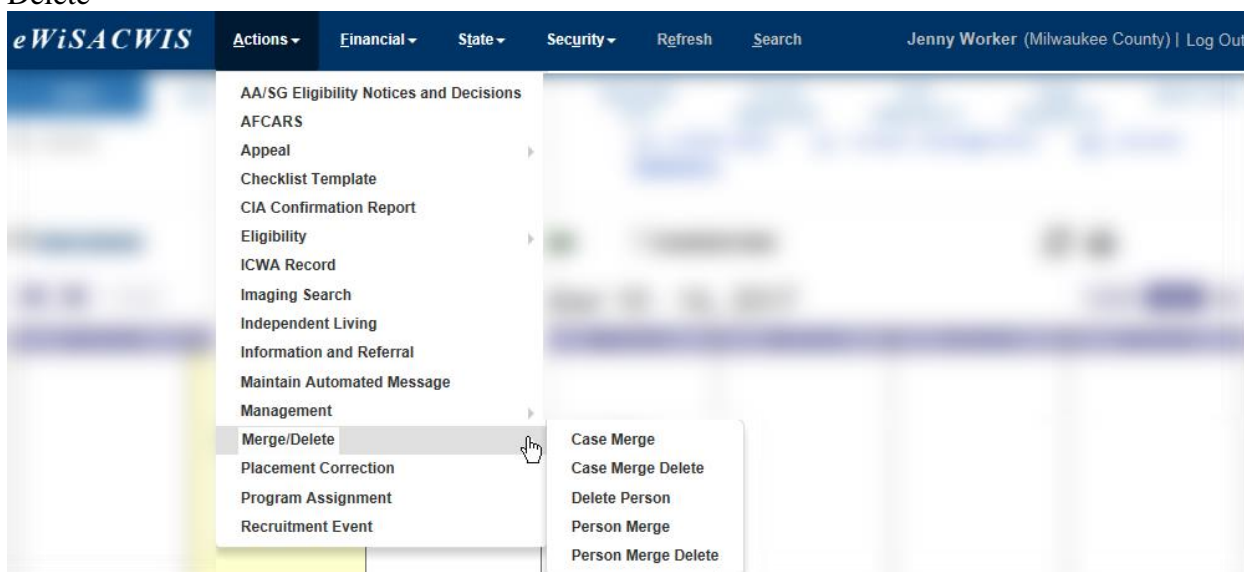 Delete
eWiSACWIS Actions Financial State Security Refresh Search Jenny Worker (Milwaukee County) | Log Out
AA/SG Eligibility Notices and Decisions
AFCARS
Appeal
Checklist Template
CIA Confirmation Report
Eligibility
ICWA Record
Imaging Search
Independent Living
Information and Referral
Maintain Automated Message
Management
Merge/Delete
Placement Correction
Program Assignment
Recruitment Event
Case Merge
Case Merge Delete
Delete Person
Person Merge
Person Merge Delete